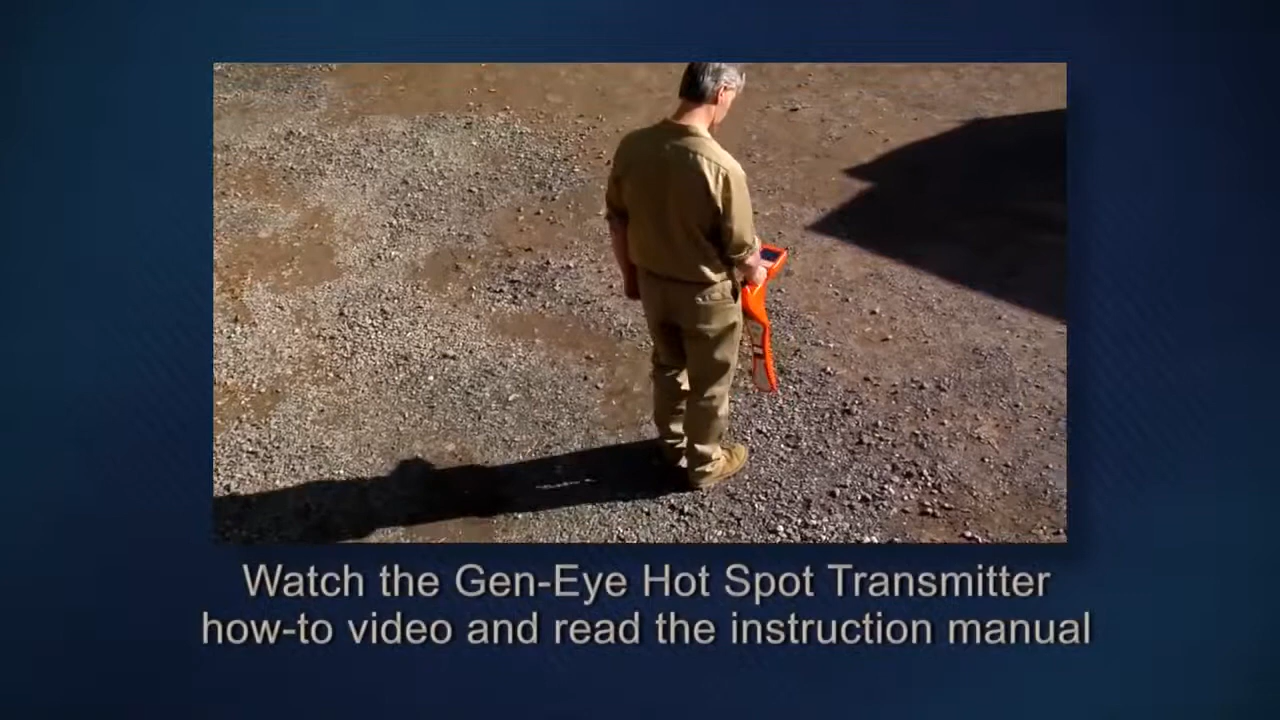 Watch the Gen-Eye Hot Spot Transmitter
how-to video and read the instruction manual